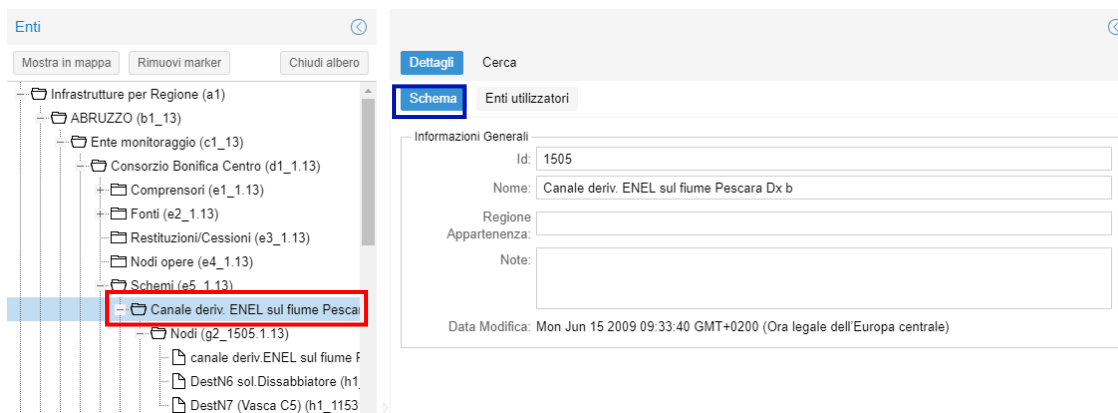 Enti
Mostra in mappa Rimuovi marker Chiudi albero
Infrastrutture per Regione (a1)
ABRUZZO (b1_13)
Ente monitoraggio (c1_13)
Consorzio Bonifica Centro (d1_1.13)
Comprensori (e1_1.13)
Fonti (e2_1.13)
Restituzioni/Cessioni (e3_1.13)
Nodi opere (e4_1.13)
Schemi (e5_1.13)
Canale deriv. ENEL sul fiume Pescar
Nodi (g2_1505.1.13)
canale deriv.ENEL sul fiume P
DestN6 sol.Dissabbiatore (h1_
DestN7 (Vasca C5) (h1_1153
Dettagli Cerca
Schema Enti utilizzatori
Informazioni Generali
Id: 1505
Nome: Canale deriv. ENEL sul fiume Pescara Dx b
Regione
Appartenenza:
Note:
Data Modifica: Mon Jun 15 2009 09:33:40 GMT+0200 (Ora legale dell'Europa centrale)